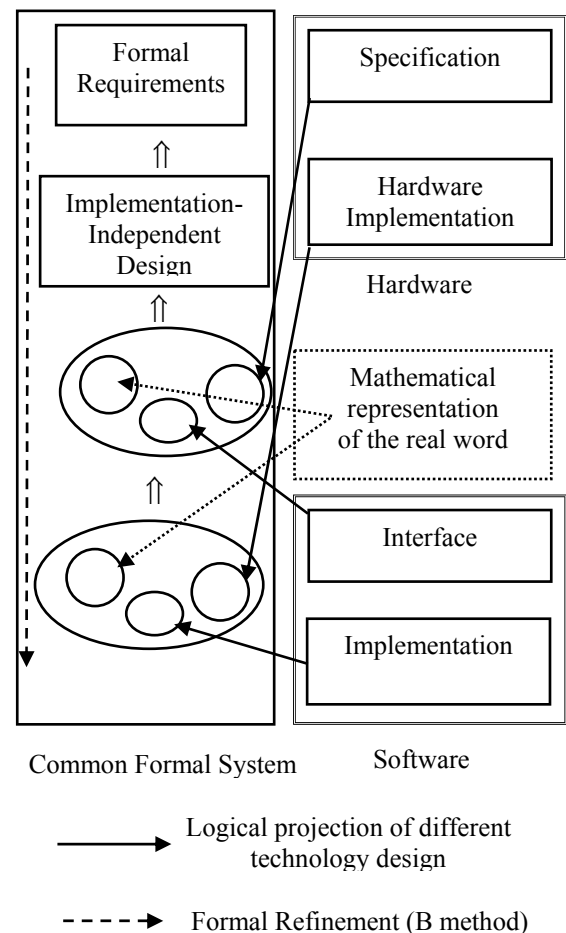 Formal
Requirements
⇑
Implementation-
Independent
Design
⇑
⇑
Common Formal System
Specification
Hardware
Implementation
Hardware
Mathematical
representation
of the real word
Interface
Implementation
Software
Logical projection of different
technology design
Formal Refinement (B method)